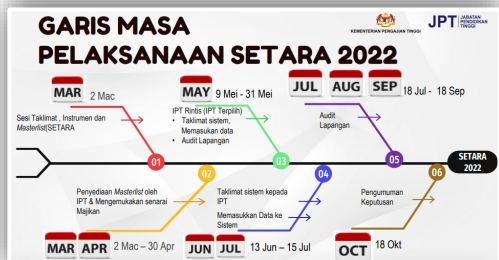 GARIS MASA
PELAKSANAAN SETARA 2022
KEMENTERIAN PENGAJIAN TINGGI
JPT
JABATAN
PENDIDIKAN
TINGGI
MAR
2 Mac
Sesi Taklimat , Instrumen dan
Masterlist(SETARA
01
MAY
9 Mei - 31 Mei
IPT Rintis (IPT Terpilih)
• Taklimat sistem,
Memasukan data
• Audit Lapangan
03
JUL
AUG
SEP
18 Jul - 18 Sep
Audit
Lapangan
05
SETARA
2022
02
Penyediaan Masterlist oleh
IPT & Mengemukakan senarai
Majikan
MAR
APR
2 Mac – 30 Apr
04
Taklimat sistem kepada
IPT
Memasukkan Data ke
Sistem
JUN
JUL
13 Jun – 15 Jul
06
Pengumuman
Keputusan
OCT
18 Okt